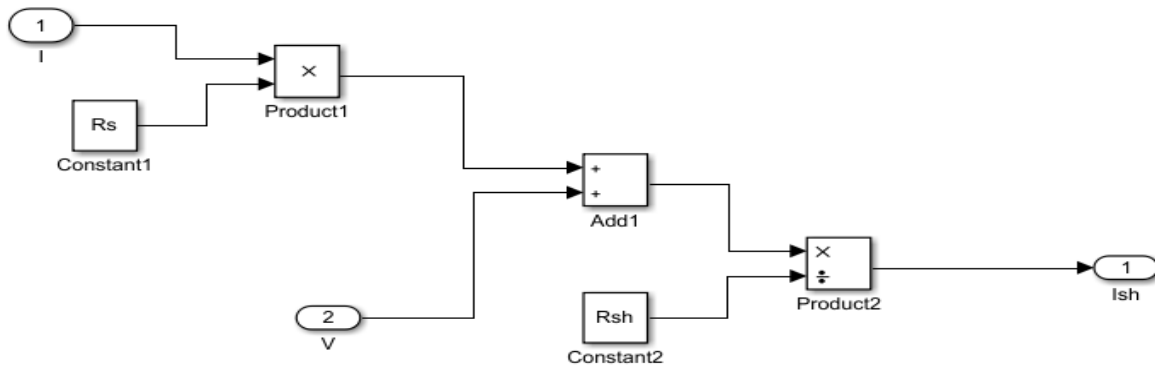 1
I
×
Product1
Rs
Constant1
+
+
Add1
×
÷
Product2
1
Ish
2
V
Rsh
Constant2